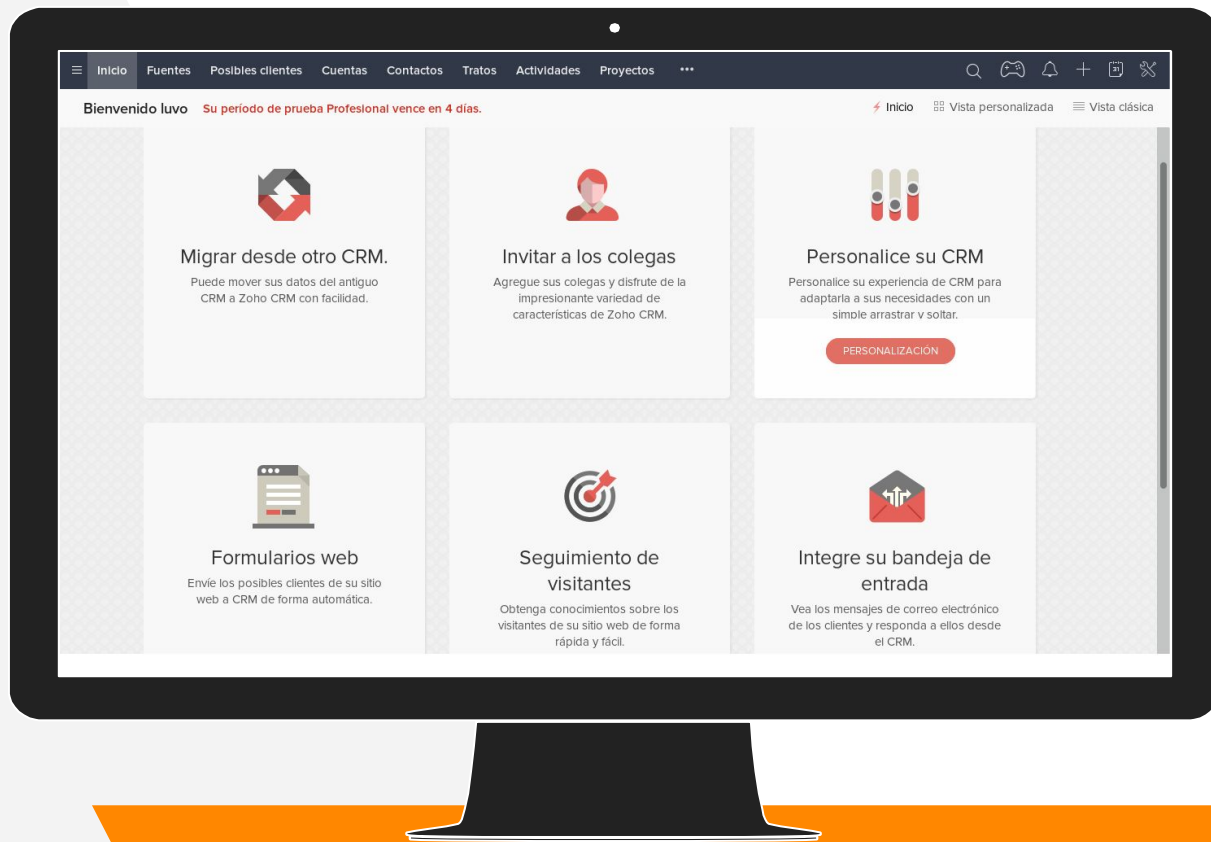 Inicio Fuentes Posibles clientes Cuentas Contactos Tratos Actividades Proyectos •••
31
Bienvenido luvo Su período de prueba Profesional vence en 4 días. Inicio Vista personalizada Vista clásica
Migrar desde otro CRM.
Puede mover sus datos del antiguo
CRM a Zoho CRM con facilidad.
Invitar a los colegas
Agregue sus colegas y disfrute de la
impresionante variedad de
características de Zoho CRM.
Personalice su CRM
Personalice su experiencia de CRM para
adaptarla a sus necesidades con un
simple arrastrar y soltar.
PERSONALIZACIÓN
Formularios web
Envíe los posibles clientes de su sitio
web a CRM de forma automática.
Seguimiento de
visitantes
Obtenga conocimientos sobre los
visitantes de su sitio web de forma
rápida y fácil.
Integre su bandeja de
entrada
Vea los mensajes de correo electrónico
de los clientes y responda a ellos desde
el CRM.